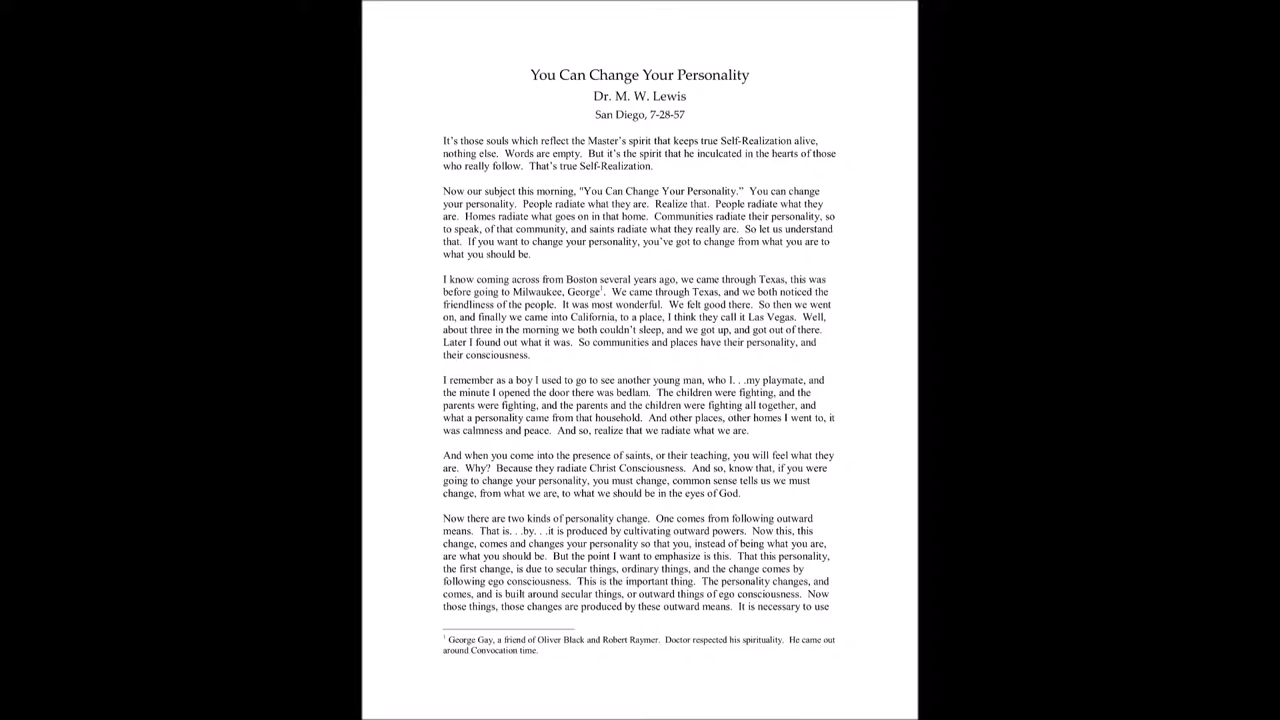 You Can Change Your Personality
Dr. M. W. Lewis
San Diego, 7-28-57
It's those souls which reflect the Master's spirit that keeps true Self-Realization alive,
nothing else. Words are empty. But it's the spirit that he inculcated in the hearts of those
who really follow. That's true Self-Realization.
Now our subject this morning, "You Can Change Your Personality." You can change
your personality. People radiate what they are. Realize that. People radiate what they
are. Homes radiate what goes on in that home. Communities radiate their personality, so
to speak, of that community, and saints radiate what they really are. So let us understand
that. If you want to change your personality, you've got to change from what you are to
what you should be.
I know coming across from Boston several years ago, we came through Texas, this was
before going to Milwaukee, George1. We came through Texas, and we both noticed the
friendliness of the people. It was most wonderful. We felt good there. So then we went
on, and finally we came into California, to a place, I think they call it Las Vegas. Well,
about three in the morning we both couldn't sleep, and we got up, and got out of there.
Later I found out what it was. So communities and places have their personality, and
their consciousness.
I remember as a boy I used to go to see another young man, who I. . .my playmate, and
the minute I opened the door there was bedlam. The children were fighting, and the
parents were fighting, and the parents and the children were fighting all together, and
what a personality came from that household. And other places, other homes I went to, it
was calmness and peace. And so, realize that we radiate what we are.
And when you come into the presence of saints, or their teaching, you will feel what they
are. Why? Because they radiate Christ Consciousness. And so, know that, if you were
going to change your personality, you must change, common sense tells us we must
change, from what we are, to what we should be in the eyes of God.
Now there are two kinds of personality change. One comes from following outward
means. That is. . .by. . .it is produced by cultivating outward powers. Now this, this
change, comes and changes your personality so that you, instead of being what you are,
are what you should be. But the point I want to emphasize is this. That this personality,
the first change, is due to secular things, ordinary things, and the change comes by
following ego consciousness. This is the important thing. The personality changes, and
comes, and is built around secular things, or outward things of ego consciousness. Now
those things, those changes are produced by these outward means. It is necessary to use
1 George Gay, a friend of Oliver Black and Robert Raymer. Doctor respected his spirituality. He came out
around Convocation time.